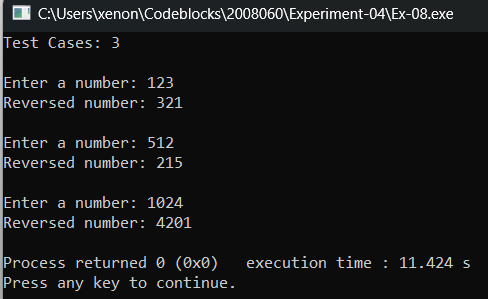 C:\Users\xenon\Codeblocks\2008060\Experiment-04\Ex-08.exe
Test Cases: 3
Enter a number: 123
Reversed number: 321
Enter a number: 512
Reversed number: 215
Enter a number: 1024
Reversed number: 4201
Process returned 0 (0x0)   execution time : 11.424 s
Press any key to continue.